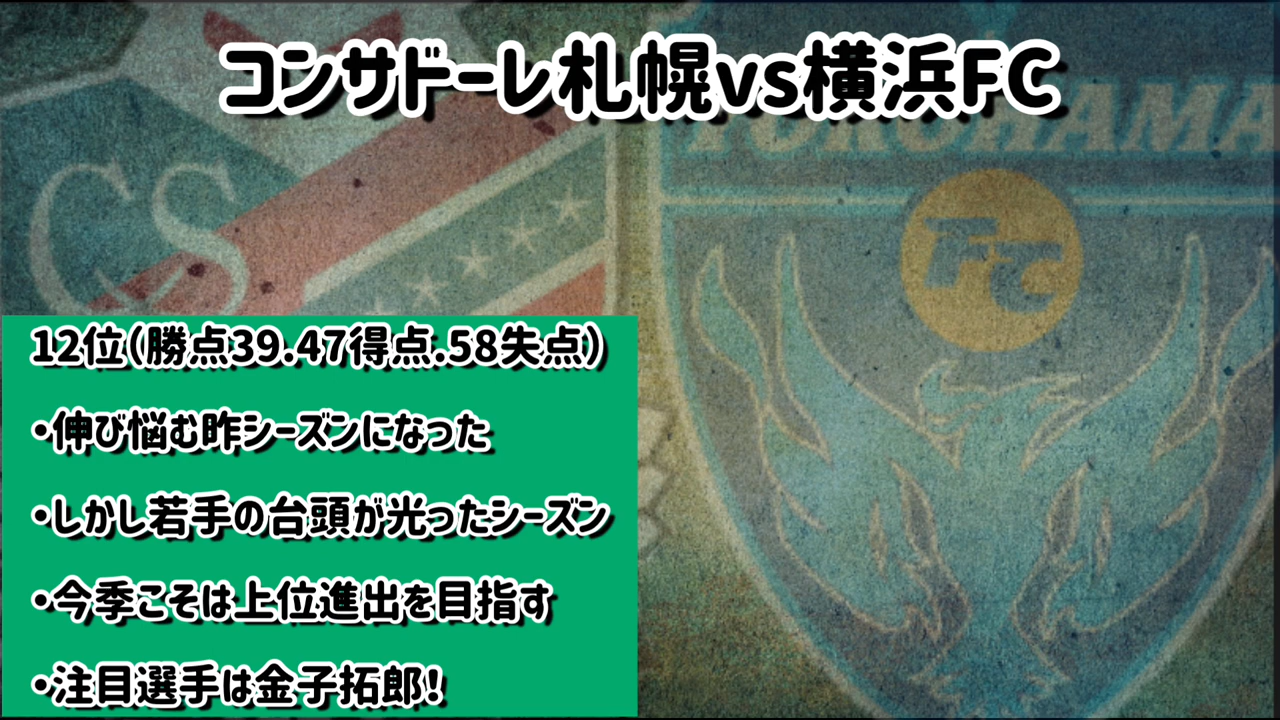 コンサドーレ札幌vs横浜FC
CS
YOKOHAMA
FC
12位(勝点39.47得点.58失点)
・伸び悩む昨シーズンになった
・しかし若手の台頭が光ったシーズン
・今季こそは上位進出を目指す
・注目選手は金子拓郎!